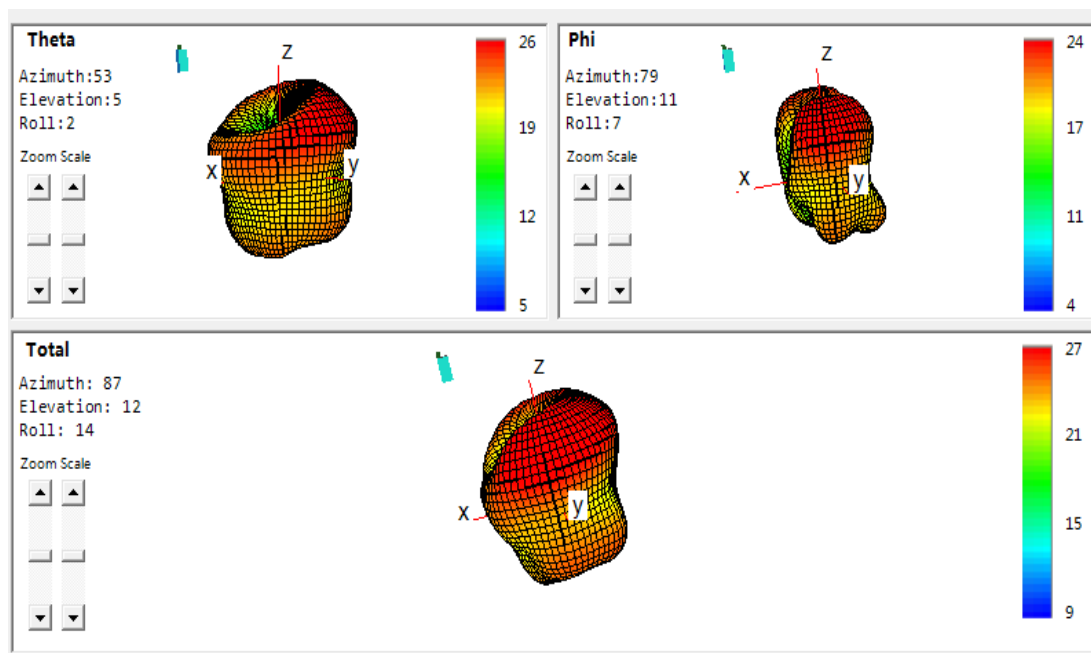 Theta
Azimuth:53
Elevation:5
Roll:2
Zoom Scale
Z
x
y
26
19
12
5
Phi
Azimuth:79
Elevation:11
Roll:7
Zoom Scale
Z
X
y
24
17
11
4
Total
Azimuth: 87
Elevation: 12
Roll: 14
Zoom Scale
Z
X
y
27
21
15
9